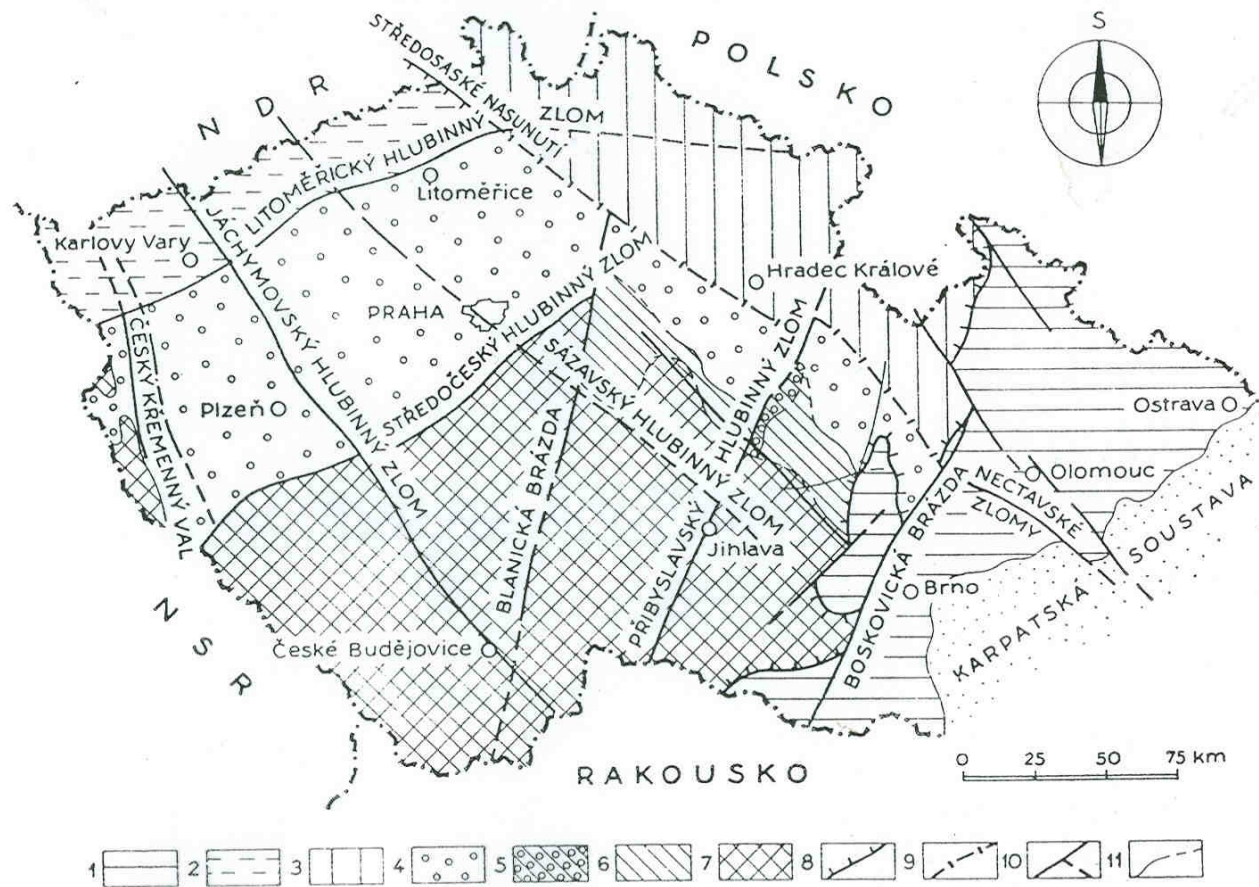 S
POLSKO
NDR
STŘEDOSASKÉ NASUNUTÍ
LITOMĚŘICKÝ HLUBINNÝ ZLOM
Litoměřice
JÁCHYMOVSKÝ HLUBINNÝ ZLOM
Karlovy Vary
Hradec Králové
PRAHA
STŘEDOČESKÝ HLUBINNÝ ZLOM
ČESKÝ KŘEMENNÝ VAL
SÁZAVSKÝ HLUBINNÝ ZLOM
PŘIBYSLAVSKÝ HLUBINNÝ ZLOM
Plzeň
Ostrava
BLANICKÁ BRÁZDA
Olomouc
NECTAVSKÉ
ZLOMY
Jihlava
BOSKOVICKÁ BRÁZDA
Brno
KARPATSKÁ SOUSTAVA
NSR
České Budějovice
RAKOUSKO
0 25 50 75 km
1 2 3 4 5 6 7 8 9 10 11